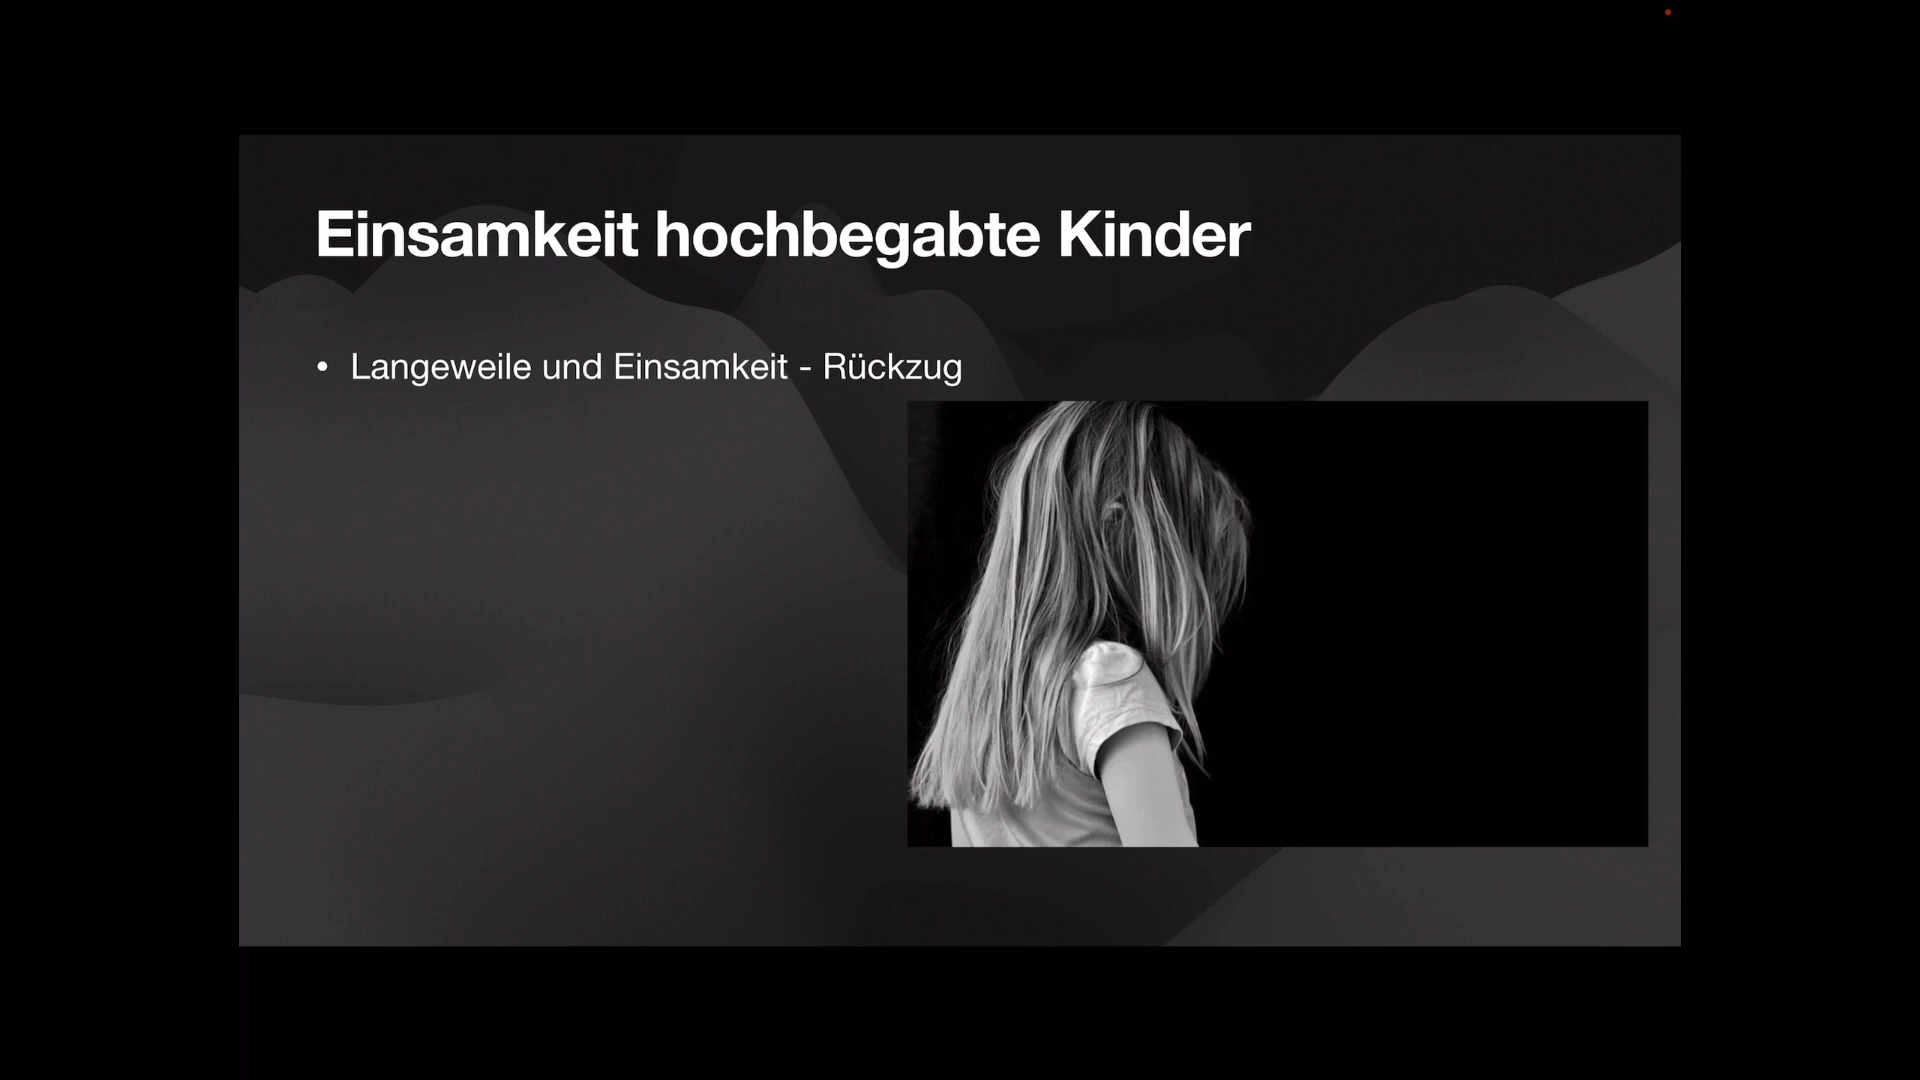 Einsamkeit hochbegabte Kinder
• Langeweile und Einsamkeit - Rückzug